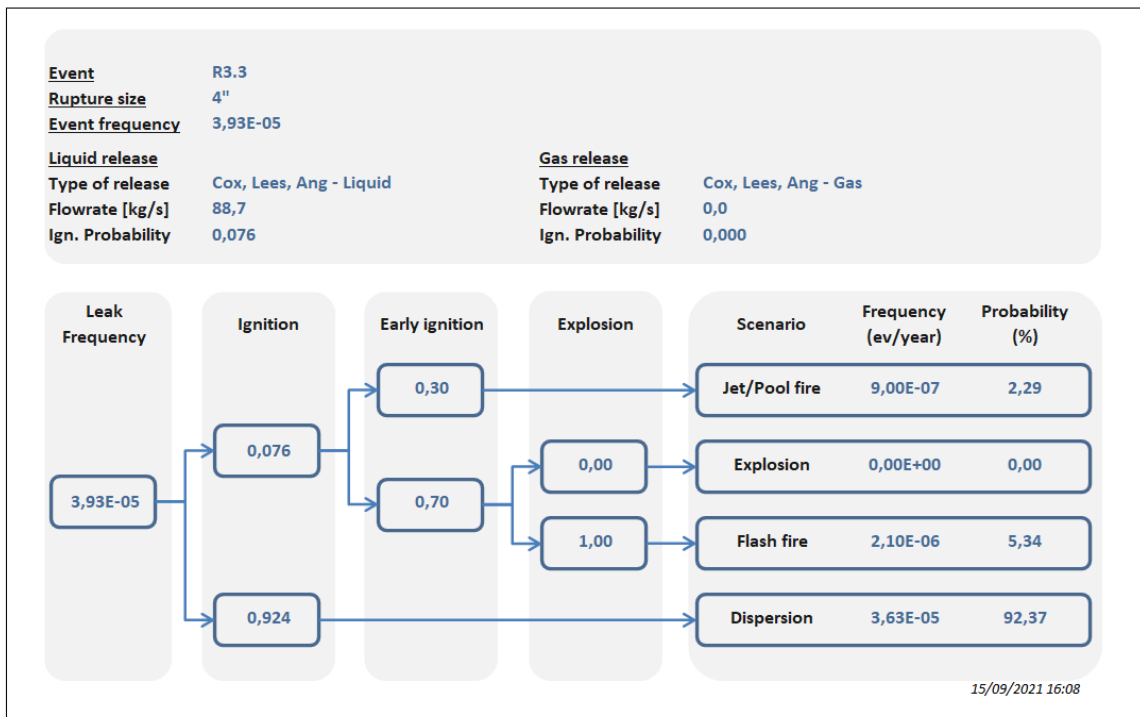 Event R3.3
Rupture size 4"
Event frequency 3,93E-05
Liquid release Gas release
Type of release Cox, Lees, Ang - Liquid Type of release Cox, Lees, Ang - Gas
Flowrate [kg/s] 88,7 Flowrate [kg/s] 0,0
Ign. Probability 0,076 Ign. Probability 0,000
Leak Frequency Ignition Early ignition Explosion Scenario Frequency (ev/year) Probability (%)
0,30 Jet/Pool fire 9,00E-07 2,29
0,076
0,00 Explosion 0,00E+00 0,00
3,93E-05 0,70
1,00 Flash fire 2,10E-06 5,34
0,924 Dispersion 3,63E-05 92,37
15/09/2021 16:08